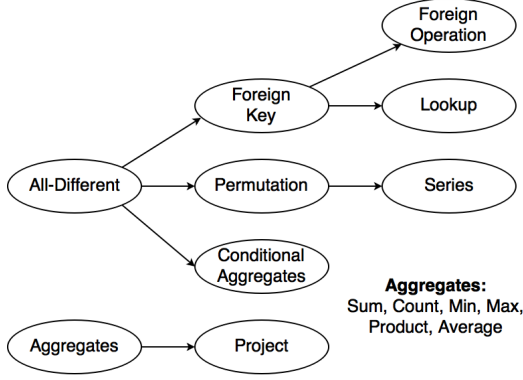 Foreign
Operation
Foreign
Key
Lookup
All-Different
Permutation
Series
Conditional
Aggregates
Aggregates:
Sum, Count, Min, Max,
Product, Average
Aggregates
Project